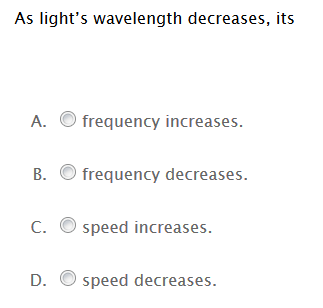 As light's wavelength decreases, its
A. frequency increases.
B. frequency decreases.
C. speed increases.
D. speed decreases.